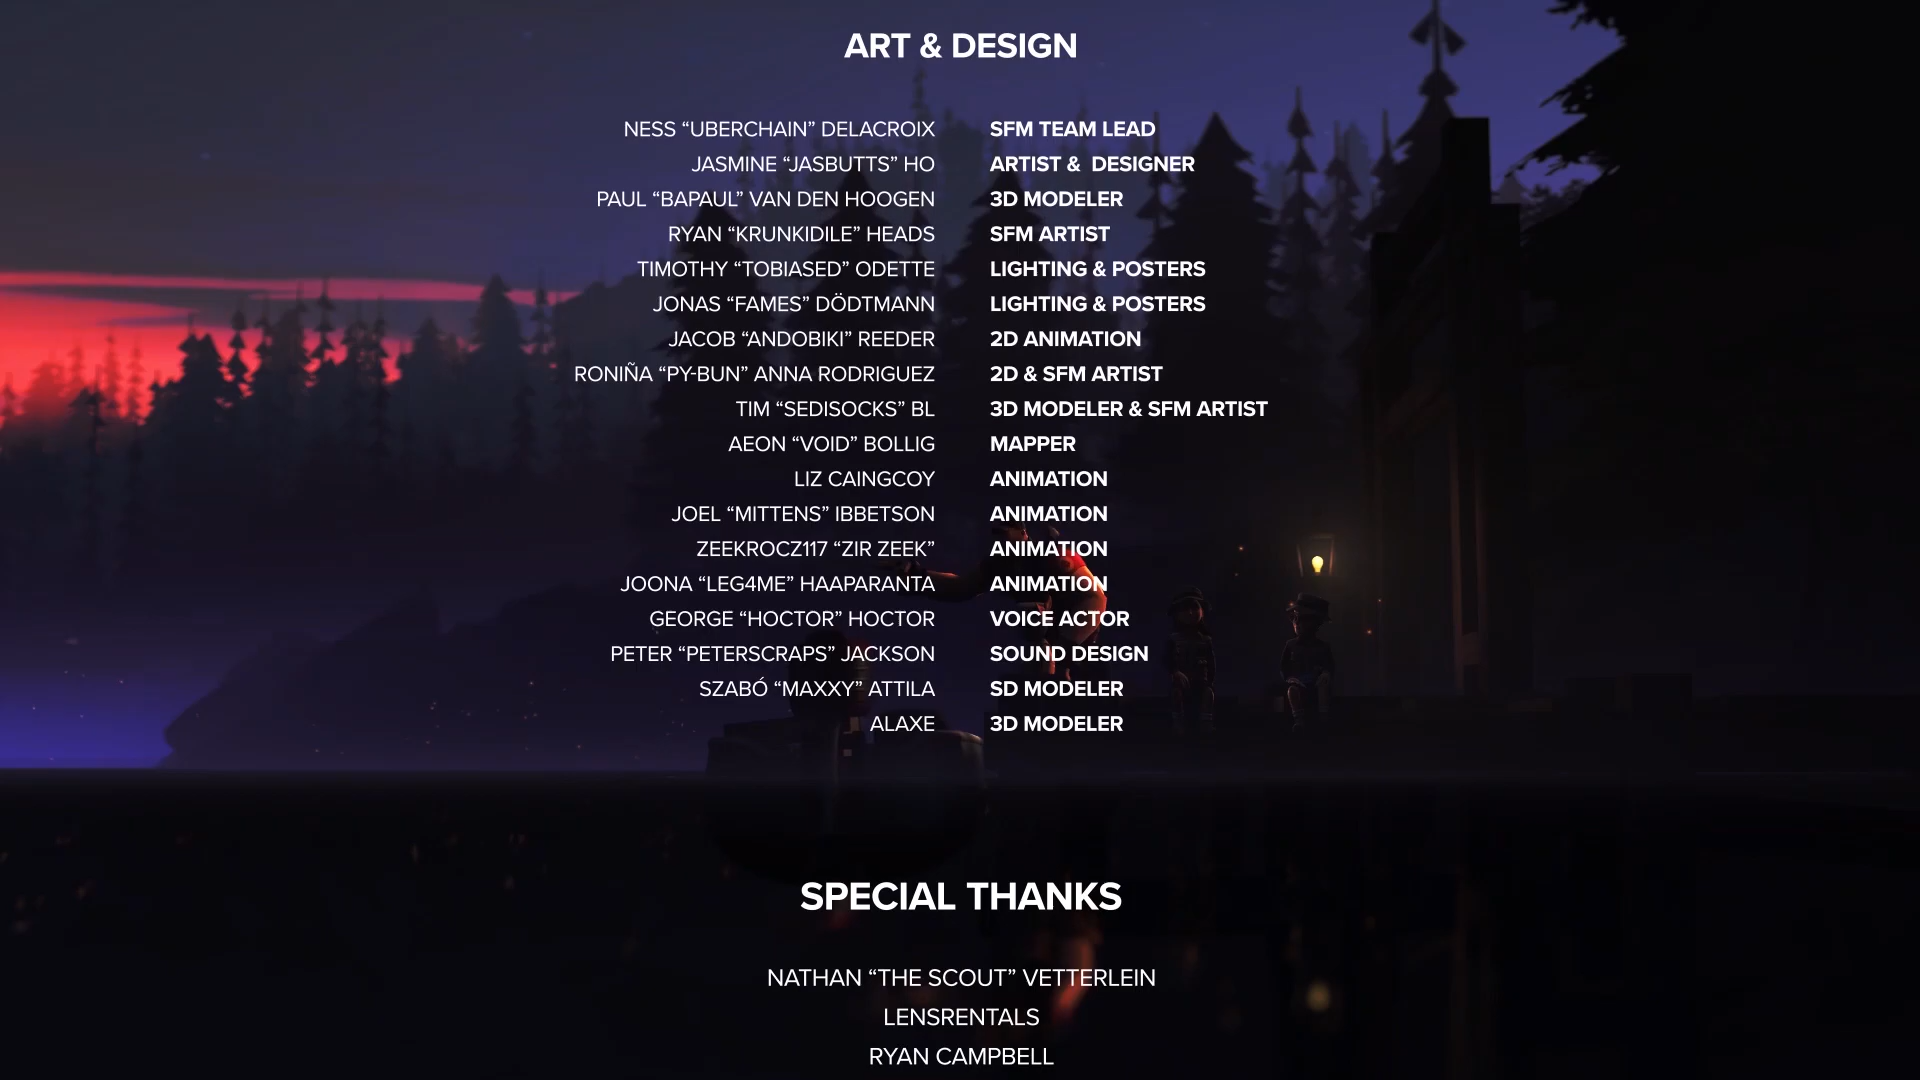 ART & DESIGN
NESS “UBERCHAIN” DELACROIX SFM TEAM LEAD
JASMINE “JASBUTTS” HO ARTIST & DESIGNER
PAUL “BAPAUL” VAN DEN HOOGEN 3D MODELER
RYAN “KRUNKIDILE” HEADS SFM ARTIST
TIMOTHY “TOBIASED” ODETTE LIGHTING & POSTERS
JONAS “FAMES” DÖDTMANN LIGHTING & POSTERS
JACOB “ANDOBIKI” REEDER 2D ANIMATION
RONIÑA “PY-BUN” ANNA RODRIGUEZ 2D & SFM ARTIST
TIM “SEDISOCKS” BL 3D MODELER & SFM ARTIST
AEON “VOID” BOLLIG MAPPER
LIZ CAINGCOY ANIMATION
JOEL “MITTENS” IBBETSON ANIMATION
ZEEKROCZ117 “ZIR ZEEK” ANIMATION
JOONA “LEG4ME” HAAPARANTA ANIMATION
GEORGE “HOCTOR” HOCTOR VOICE ACTOR
PETER “PETERSCRAPS” JACKSON SOUND DESIGN
SZABÓ “MAXXY” ATTILA SD MODELER
ALAXE 3D MODELER
SPECIAL THANKS
NATHAN “THE SCOUT” VETTERLEIN
LENSRENTALS
RYAN CAMPBELL